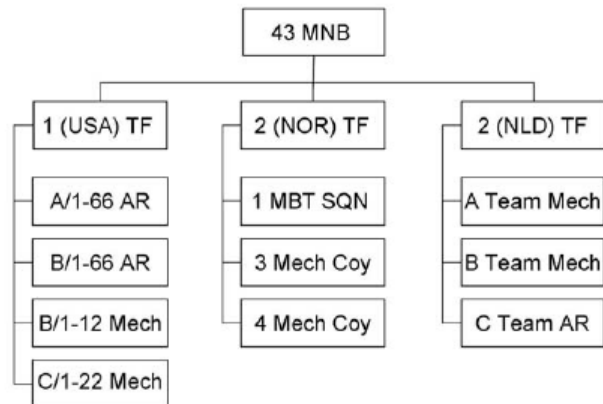 43 MNB
1 (USA) TF
2 (NOR) TF
2 (NLD) TF
A/1-66 AR
1 MBT SQN
A Team Mech
B/1-66 AR
3 Mech Coy
B Team Mech
B/1-12 Mech
4 Mech Coy
C Team AR
C/1-22 Mech